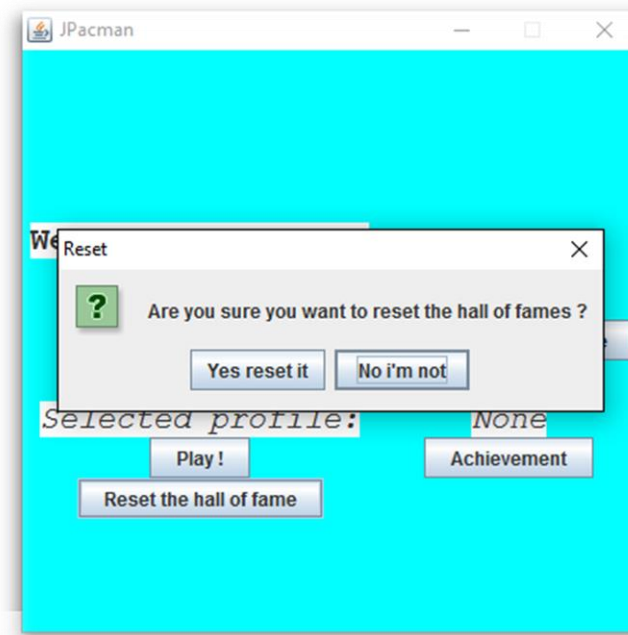 JPacman
We
Reset
Are you sure you want to reset the hall of fames ?
Yes reset it No i'm not
Selected profile: None
Play ! Achievement
Reset the hall of fame